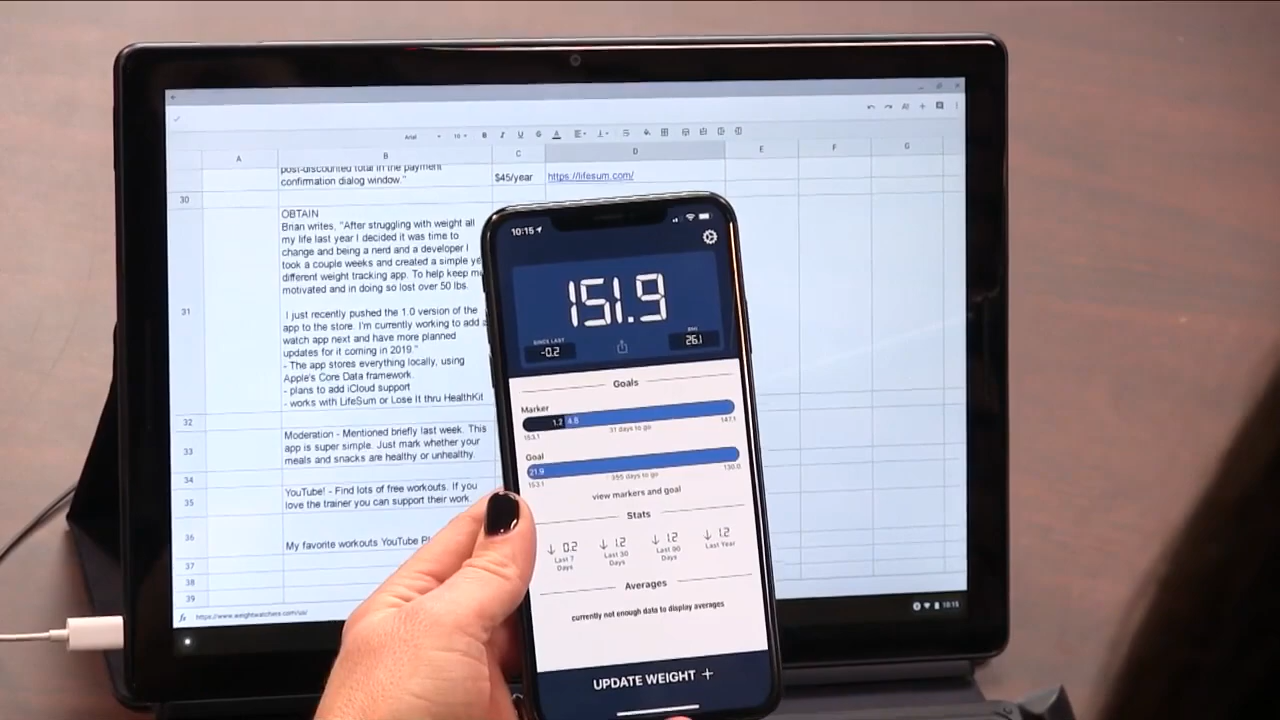 Arial
10
B
I
U
S
A
A
B
C
D
E
F
G
post-discounted total in the payment
confirmation dialog window."
$45/year
https://lifesum.com/
30
OBTAIN
Brian writes, "After struggling with weight all
my life last year I decided it was time to
change and being a nerd and a developer I
took a couple weeks and created a simple ye
different weight tracking app. To help keep m
motivated and in doing so lost over 50 lbs.
31
I just recently pushed the 1.0 version of the
app to the store. I'm currently working to add a
watch app next and have more planned
updates for it coming in 2019."
- The app stores everything locally, using
Apple's Core Data framework.
- plans to add iCloud support
- works with LifeSum or Lose It thru HealthKit
32
33
Moderation - Mentioned briefly last week. This
app is super simple. Just mark whether your
meals and snacks are healthy or unhealthy.
34
35
YouTube! - Find lots of free workouts. If you
love the trainer you can support their work.
36
My favorite workouts YouTube Pl
37
38
39
fx https://www.weightwatchers.com/us/
10:15
10:15
151.9
SINCE LAST
-0.2
BMI
26.1
Goals
Marker
1.2 4.8
153.1 31 days to go 147.1
Goal
21.9
153.1 355 days to go 130.0
view markers and goal
Stats
0.2 Last 7 Days
1.2 Last 30 Days
1.2 Last 90 Days
1.2 Last Year
Averages
currently not enough data to display averages
UPDATE WEIGHT +